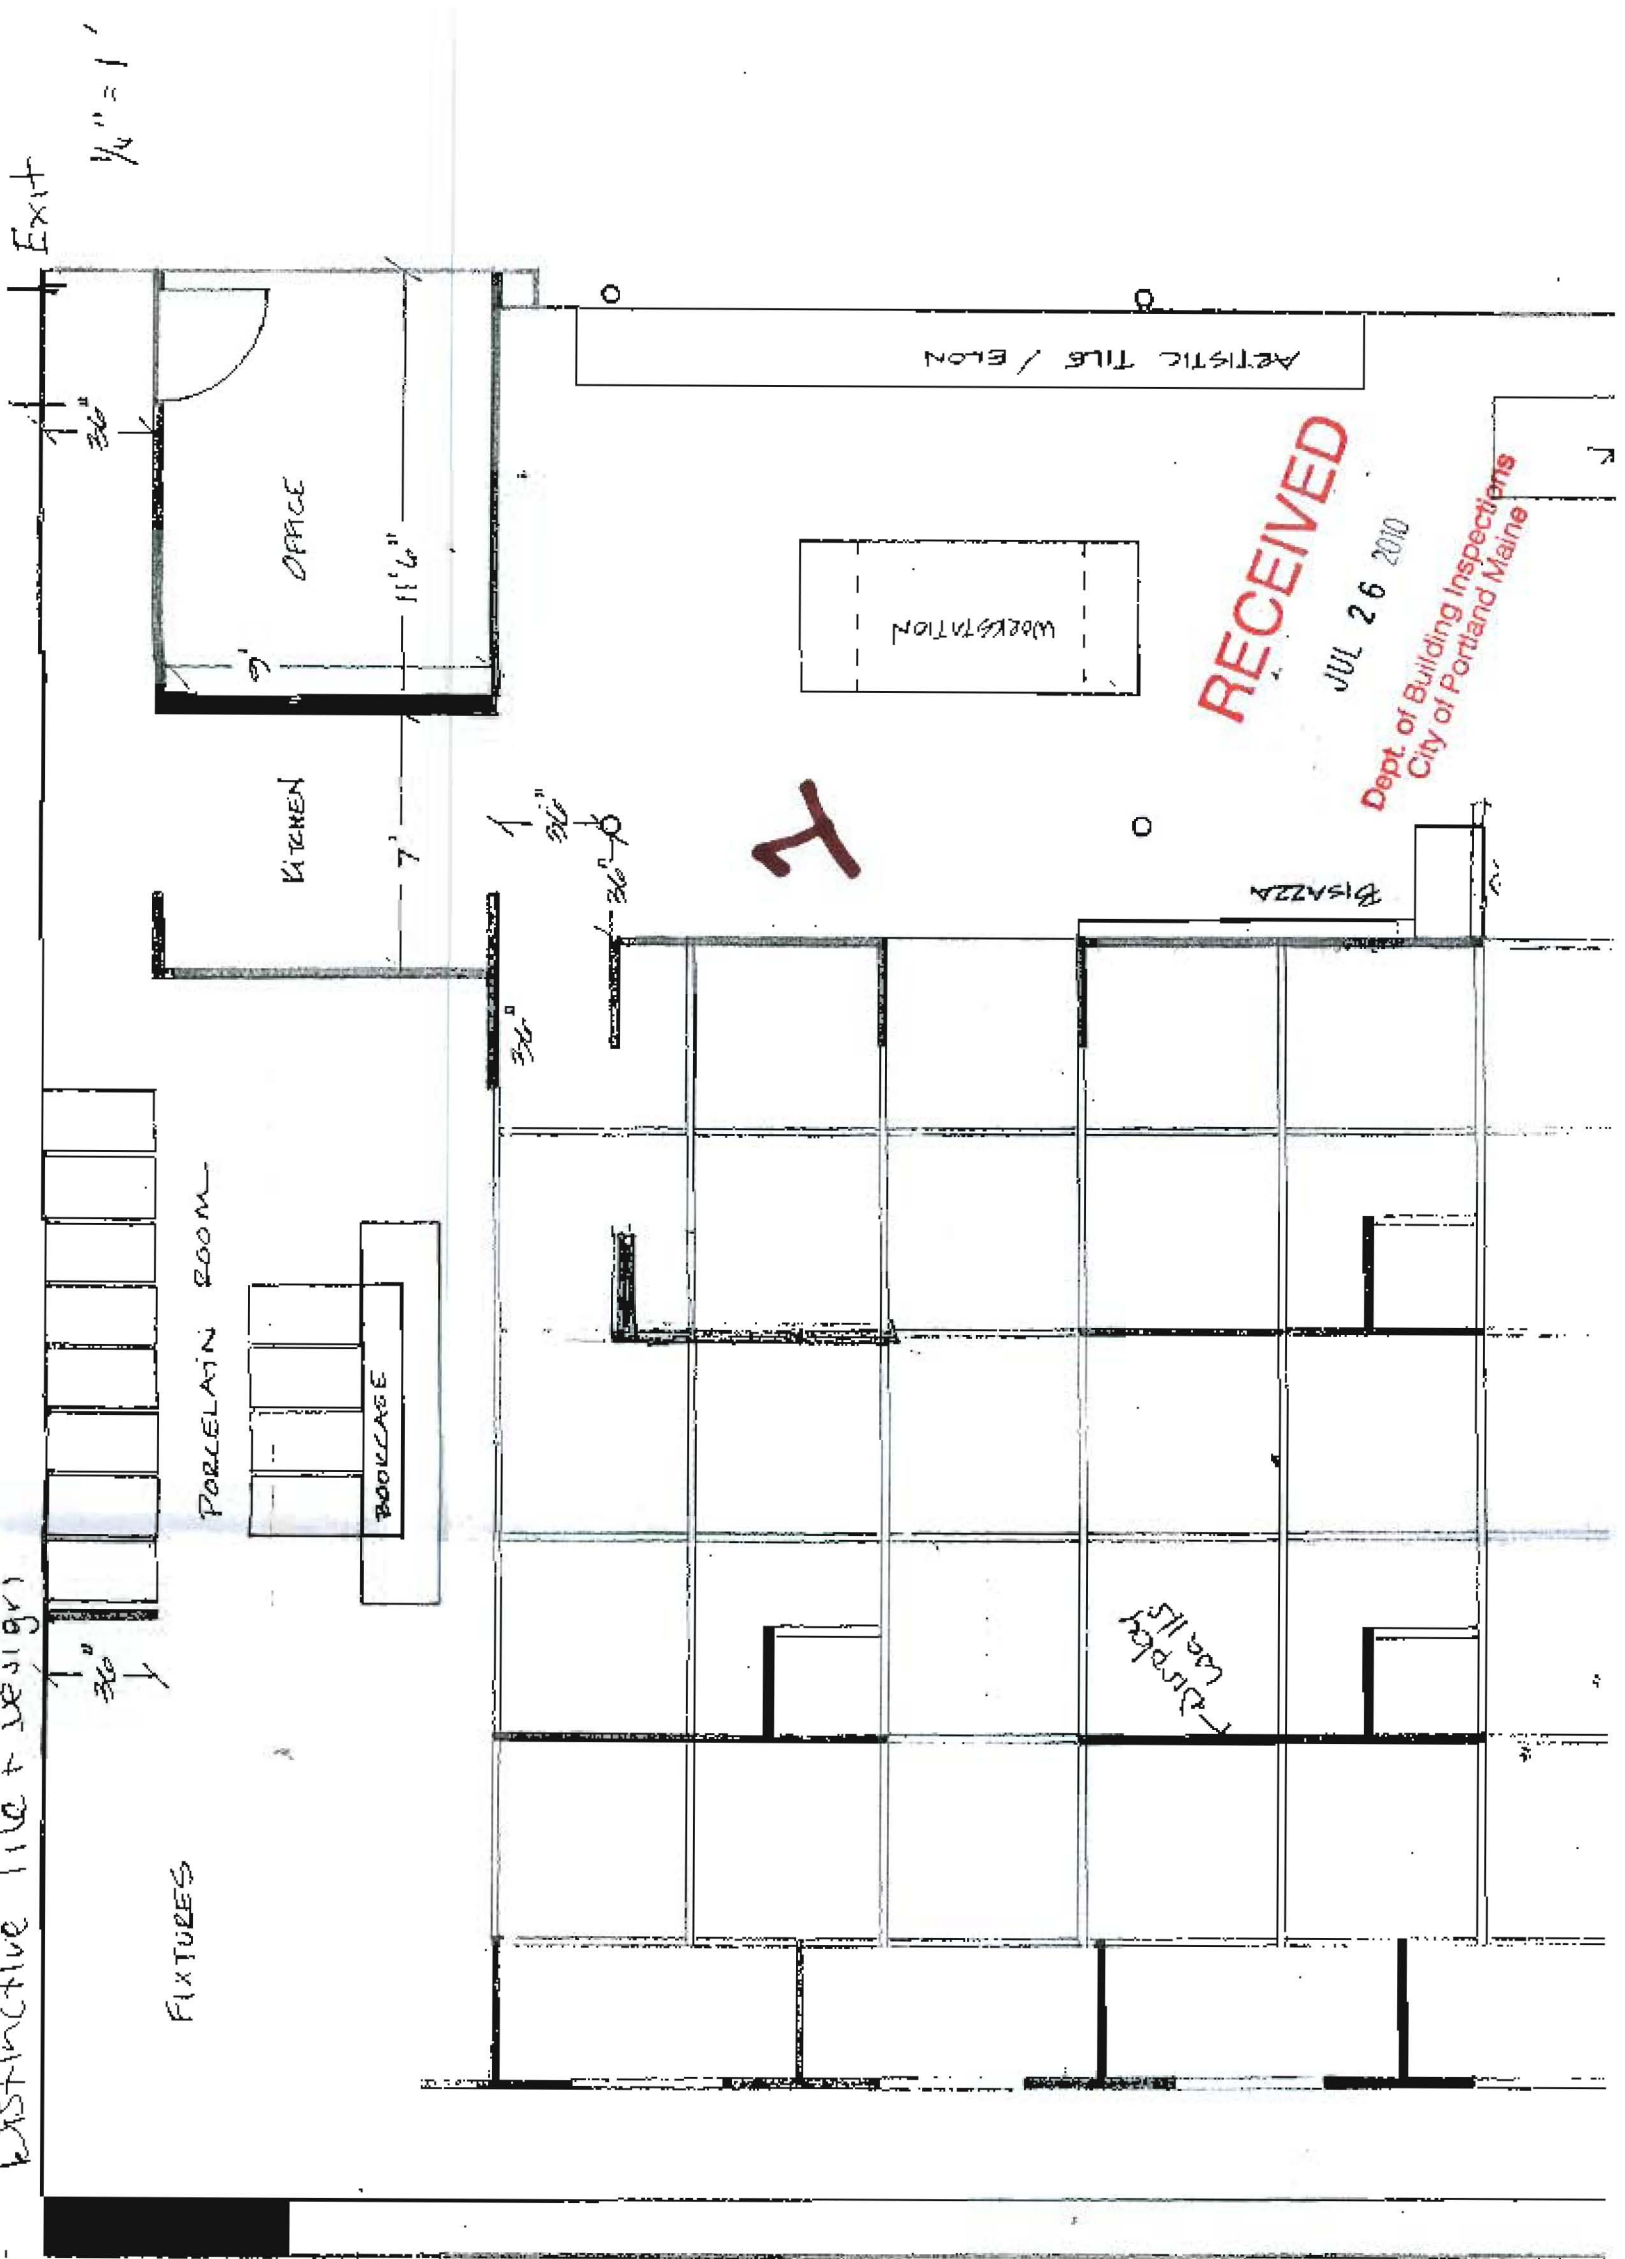 Distinctive Tile + Design
1/4" = 1'
Exit
36"
OFFICE
11'6"
9'
KITCHEN
7'
36"
36"
36"
ARTISTIC TILE / ELON
WORKSTATION
BISAZZA
RECEIVED
JUL 26 2010
Dept. of Building Inspections
City of Portland Maine
PORCELAIN ROOM
BOOKCASE
36"
FIXTURES
Display
Walls